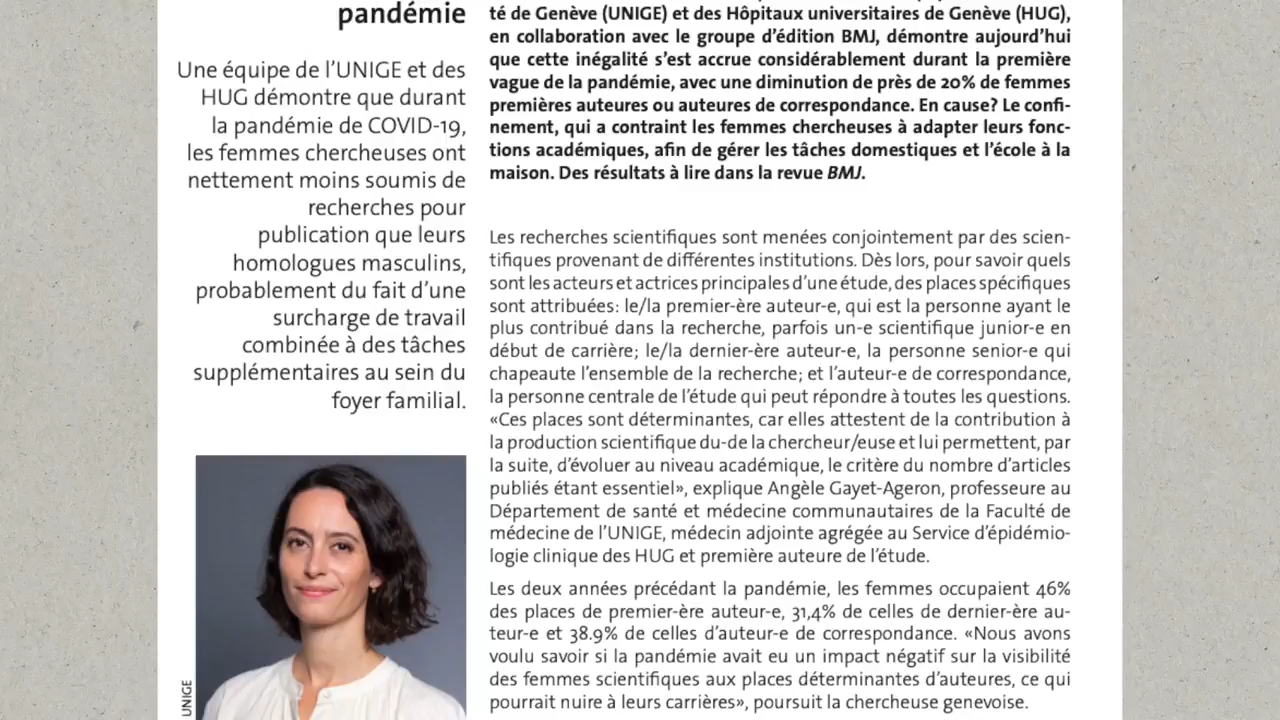 pandémie
Une équipe de l'UNIGE et des
HUG démontre que durant
la pandémie de COVID-19,
les femmes chercheuses ont
nettement moins soumis de
recherches pour
publication que leurs
homologues masculins,
probablement du fait d'une
surcharge de travail
combinée à des tâches
supplémentaires au sein du
foyer familial.
UNIGE
té de Genève (UNIGE) et des Hôpitaux universitaires de Genève (HUG),
en collaboration avec le groupe d'édition BMJ, démontre aujourd'hui
que cette inégalité s'est accrue considérablement durant la première
vague de la pandémie, avec une diminution de près de 20% de femmes
premières auteures ou auteures de correspondance. En cause? Le confi-
nement, qui a contraint les femmes chercheuses à adapter leurs fonc-
tions académiques, afin de gérer les tâches domestiques et l'école à la
maison. Des résultats à lire dans la revue BMJ.
Les recherches scientifiques sont menées conjointement par des scien-
tifiques provenant de différentes institutions. Dès lors, pour savoir quels
sont les acteurs et actrices principales d'une étude, des places spécifiques
sont attribuées: le/la premier-ère auteur-e, qui est la personne ayant le
plus contribué dans la recherche, parfois un-e scientifique junior-e en
début de carrière; le/la dernier-ère auteur-e, la personne senior-e qui
chapeaute l'ensemble de la recherche; et l'auteur-e de correspondance,
la personne centrale de l'étude qui peut répondre à toutes les questions.
«Ces places sont déterminantes, car elles attestent de la contribution à
la production scientifique du-de la chercheur/euse et lui permettent, par
la suite, d'évoluer au niveau académique, le critère du nombre d'articles
publiés étant essentiel», explique Angèle Gayet-Ageron, professeure au
Département de santé et médecine communautaires de la Faculté de
médecine de l'UNIGE, médecin adjointe agrégée au Service d'épidémio-
logie clinique des HUG et première auteure de l'étude.
Les deux années précédant la pandémie, les femmes occupaient 46%
des places de premier-ère auteur-e, 31,4% de celles de dernier-ère au-
teur-e et 38.9% de celles d'auteur-e de correspondance. «Nous avons
voulu savoir si la pandémie avait eu un impact négatif sur la visibilité
des femmes scientifiques aux places déterminantes d'auteures, ce qui
pourrait nuire à leurs carrières», poursuit la chercheuse genevoise.